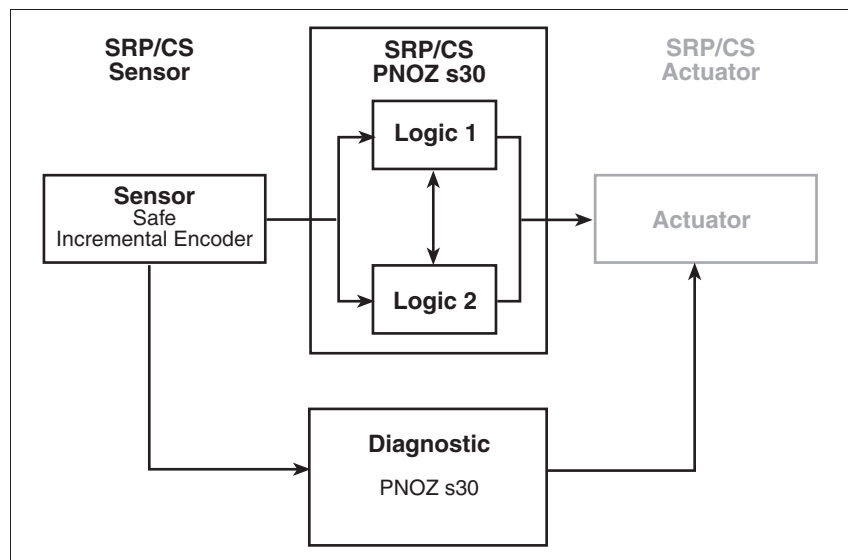 SRP/CS
Sensor
SRP/CS
PNOZ s30
SRP/CS
Actuator
Logic 1
Sensor
Safe
Incremental Encoder
Actuator
Logic 2
Diagnostic
PNOZ s30